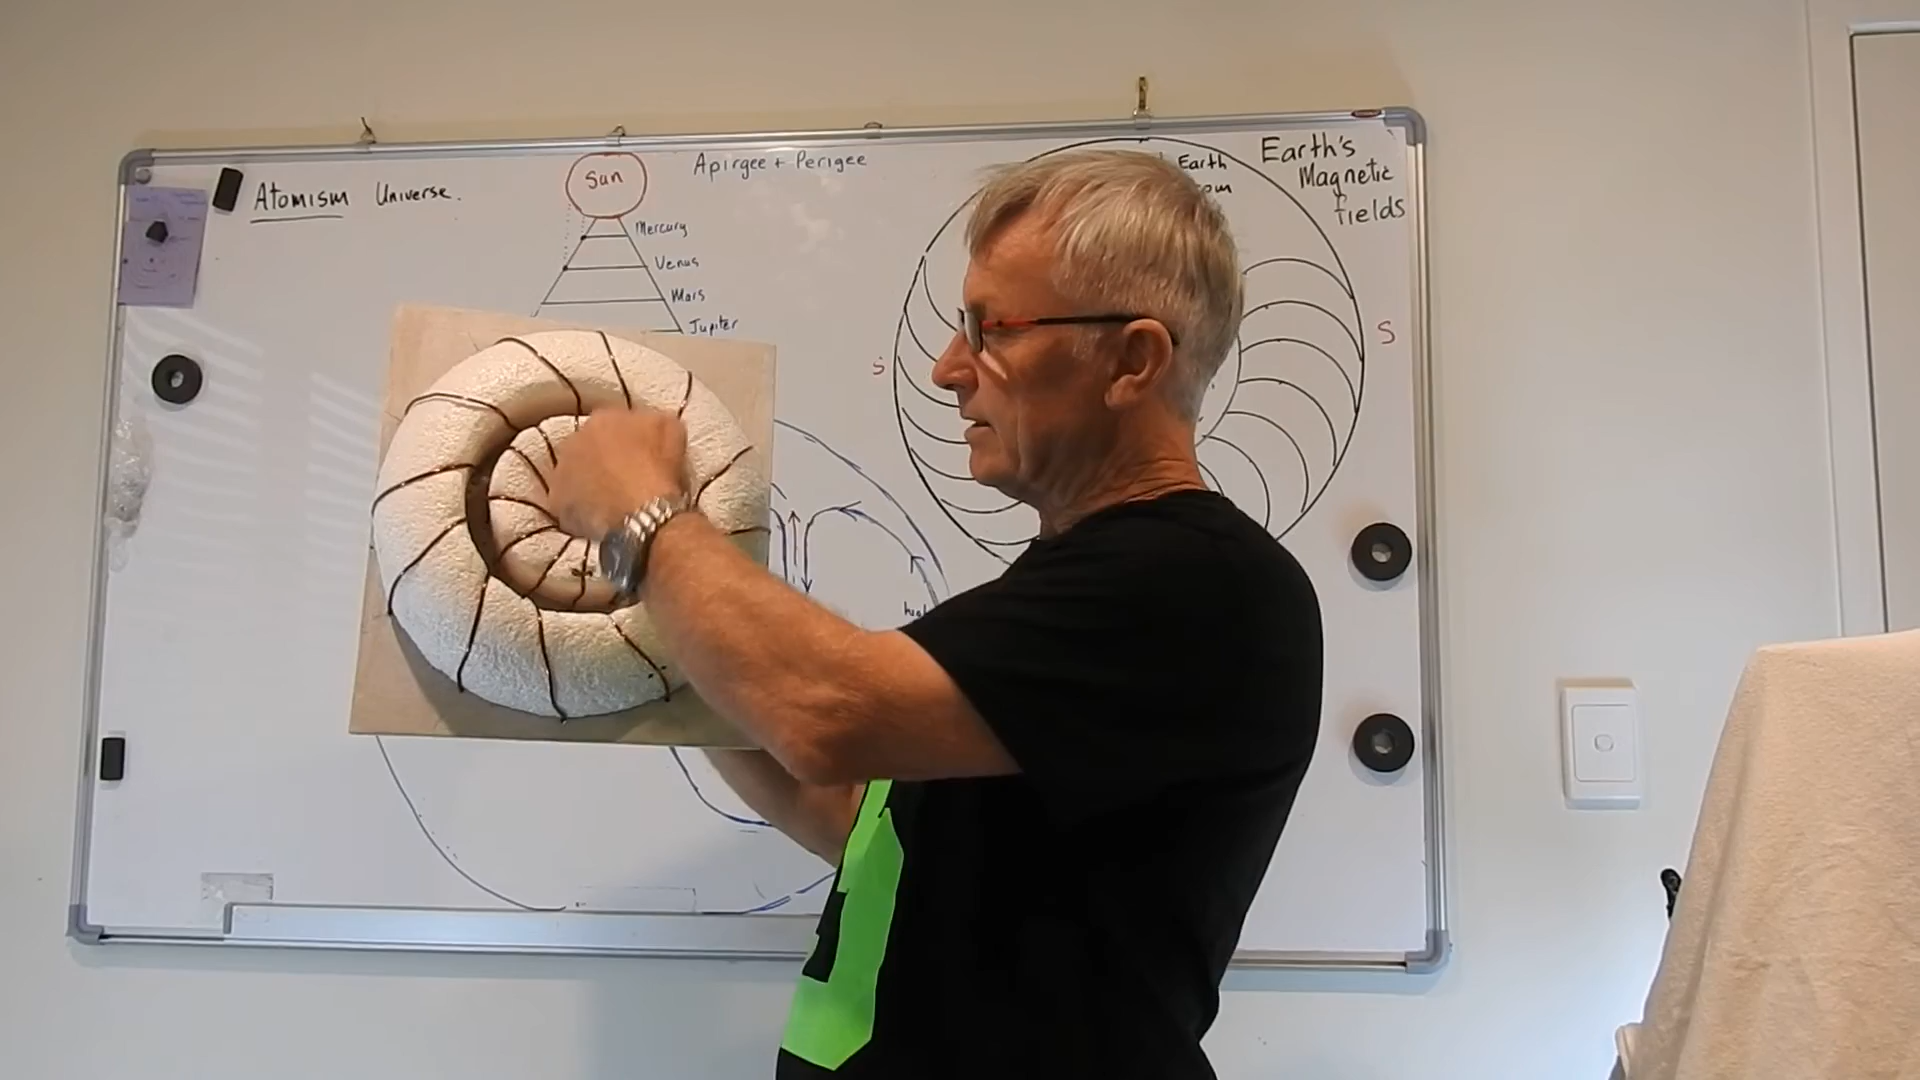 Atomism Universe.
Sun
Apirgee + Perigee
Mercury
Venus
Mars
Jupiter
Earth
Earth's
Magnetic
fields
S
S